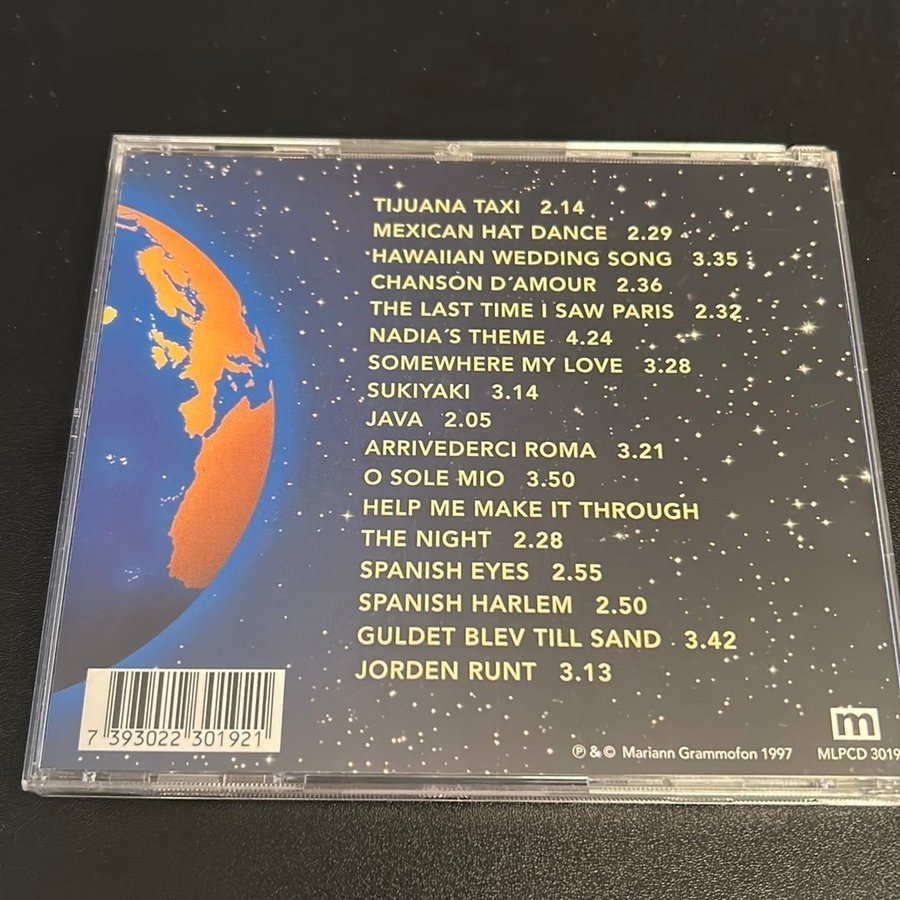 TIJUANA TAXI 2.14
MEXICAN HAT DANCE 2.29
HAWAIIAN WEDDING SONG 3.35
CHANSON D´AMOUR 2.36
THE LAST TIME I SAW PARIS 2.32
NADIA´S THEME 4.24
SOMEWHERE MY LOVE 3.28
SUKIYAKI 3.14
JAVA 2.05
ARRIVEDERCI ROMA 3.21
O SOLE MIO 3.50
HELP ME MAKE IT THROUGH
THE NIGHT 2.28
SPANISH EYES 2.55
SPANISH HARLEM 2.50
GULDET BLEV TILL SAND 3.42
JORDEN RUNT 3.13
7 393022 301921
m
℗ & © Mariann Grammofon 1997
MLPCD 3019